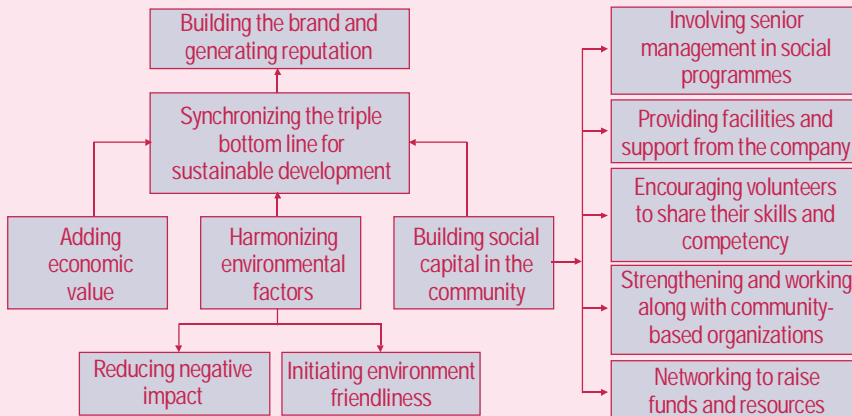 Building the brand and
generating reputation
Synchronizing the triple
bottom line for
sustainable development
Adding
economic
value
Harmonizing
environmental
factors
Building social
capital in the
community
Reducing negative
impact
Initiating environment
friendliness
Involving senior
management in social
programmes
Providing facilities and
support from the company
Encouraging volunteers
to share their skills and
competency
Strengthening and working
along with community-
based organizations
Networking to raise
funds and resources